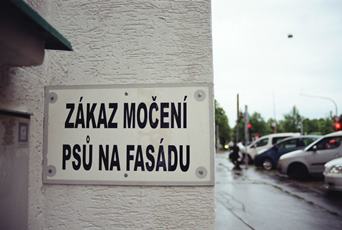 ZÁKAZ MOČENÍ
PSŮ NA FASÁDU